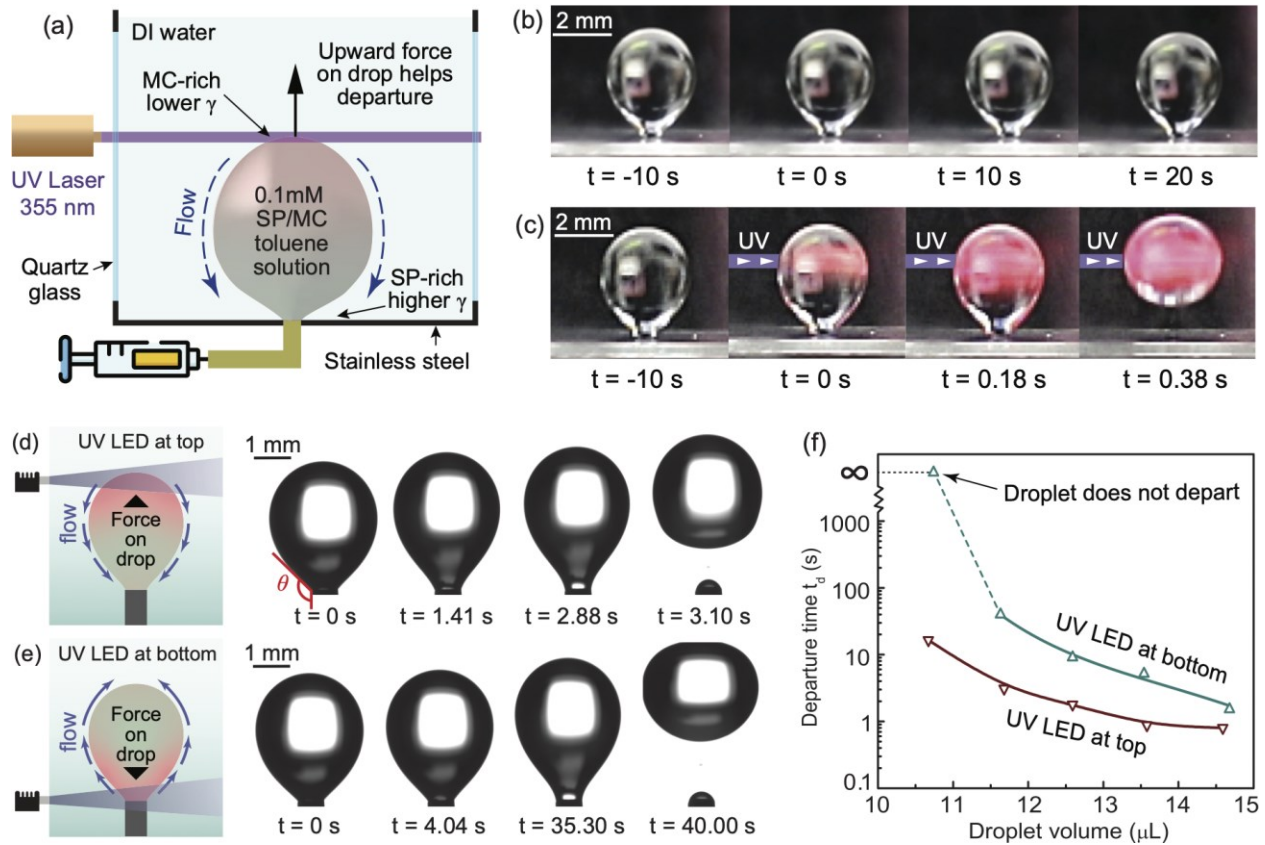 (a)
DI water
MC-rich
lower γ
Upward force
on drop helps
departure
UV Laser
355 nm
Flow
0.1mM
SP/MC
toluene
solution
Quartz
glass
SP-rich
higher γ
Stainless steel
(b)
2 mm
t = -10 s
t = 0 s
t = 10 s
t = 20 s
(c)
2 mm
UV
UV
UV
t = -10 s
t = 0 s
t = 0.18 s
t = 0.38 s
(d)
UV LED at top
flow
Force
on
drop
1 mm
θ
t = 0 s
t = 1.41 s
t = 2.88 s
t = 3.10 s
(e)
UV LED at bottom
flow
Force
on
drop
1 mm
t = 0 s
t = 4.04 s
t = 35.30 s
t = 40.00 s
(f)
Departure time t_d (s)
∞
1000
100
10
1
0.1
Droplet does not depart
UV LED at bottom
UV LED at top
10 11 12 13 14 15
Droplet volume (μL)